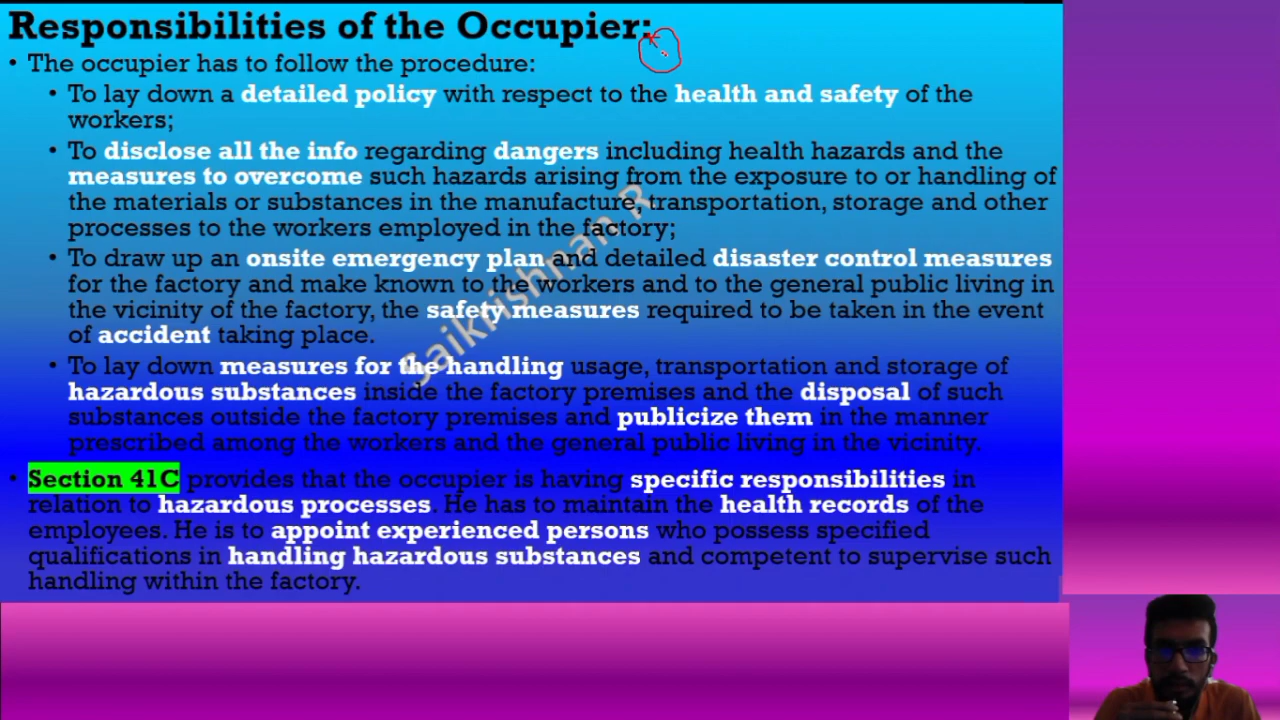 Responsibilities of the Occupier:
• The occupier has to follow the procedure:
• To lay down a detailed policy with respect to the health and safety of the
workers;
• To disclose all the info regarding dangers including health hazards and the
measures to overcome such hazards arising from the exposure to or handling of
the materials or substances in the manufacture, transportation, storage and other
processes to the workers employed in the factory;
• To draw up an onsite emergency plan and detailed disaster control measures
for the factory and make known to the workers and to the general public living in
the vicinity of the factory, the safety measures required to be taken in the event
of accident taking place.
• To lay down measures for the handling usage, transportation and storage of
hazardous substances inside the factory premises and the disposal of such
substances outside the factory premises and publicize them in the manner
prescribed among the workers and the general public living in the vicinity.
• Section 41C provides that the occupier is having specific responsibilities in
relation to hazardous processes. He has to maintain the health records of the
employees. He is to appoint experienced persons who possess specified
qualifications in handling hazardous substances and competent to supervise such
handling within the factory.
Saikrishnan R